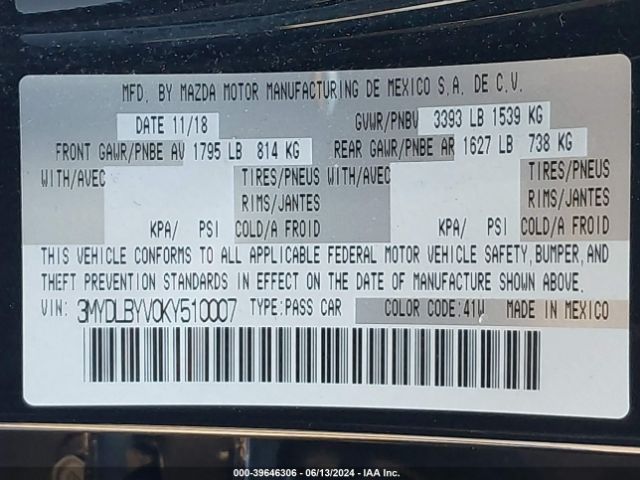 MFD. BY MAZDA MOTOR MANUFACTURING DE MEXICO S.A. DE C.V.
DATE 11/18 GVWR/PNBV 3393 LB 1539 KG
FRONT GAWR/PNBE AV 1795 LB 814 KG REAR GAWR/PNBE AR 1627 LB 738 KG
WITH/AVEC TIRES/PNEUS WITH/AVEC TIRES/PNEUS
RIMS/JANTES RIMS/JANTES
KPA/ PSI COLD/A FROID KPA/ PSI COLD/A FROID
THIS VEHICLE CONFORMS TO ALL APPLICABLE FEDERAL MOTOR VEHICLE SAFETY, BUMPER, AND
THEFT PREVENTION STANDARDS IN EFFECT ON THE DATE OF MANUFACTURE SHOWN ABOVE.
VIN: 3MYDLBYV0KY510007 TYPE:PASS CAR COLOR CODE:41W MADE IN MEXICO
000-39646306 - 06/13/2024 - IAA Inc.